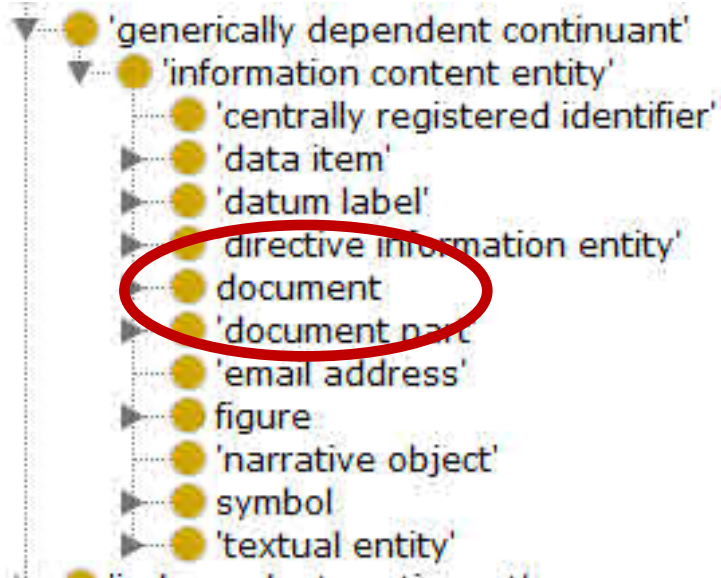 'generically dependent continuant'
'information content entity'
'centrally registered identifier'
'data item'
'datum label'
'directive information entity'
document
'document part'
'email address'
figure
'narrative object'
symbol
'textual entity'